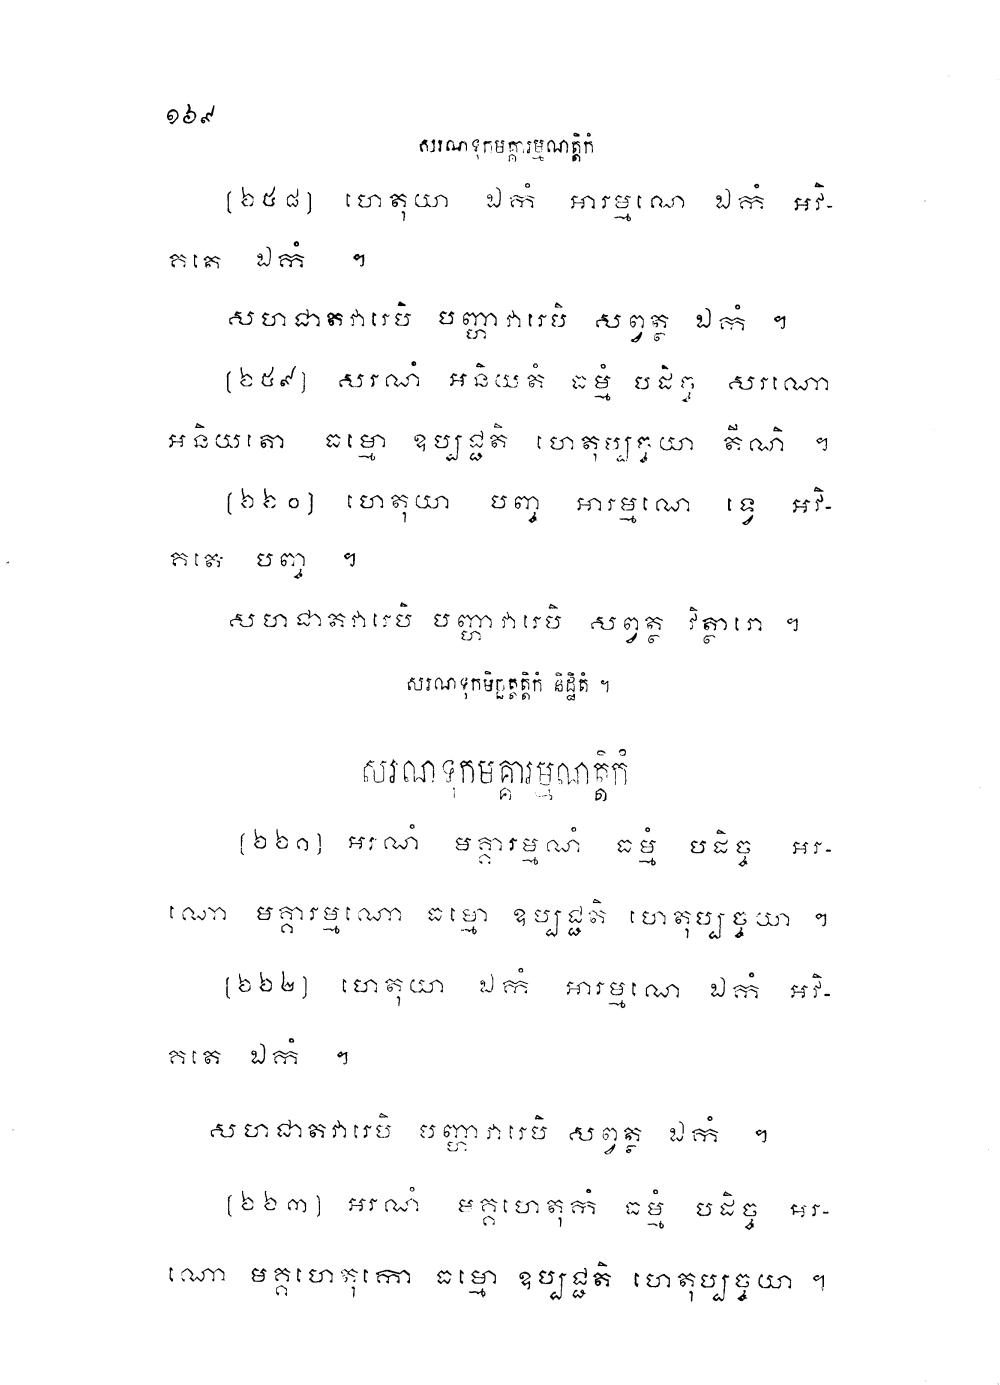 ១៦៩
សរណទុកមគ្គារម្មណត្តិកំ
[៦៥៨] ហេតុយា ឯកំ អារម្មណេ ឯកំ អវិ-
គតេ ឯកំ ។
សហជាតវារេបិ បញ្ហាវារេបិ សព្វត្ថ ឯកំ ។
[៦៥៩] សរណំ អនិយតំ ធម្មំ បដិច្ច សរណោ
អនិយតោ ធម្មោ ឧប្បជ្ជតិ ហេតុប្បច្ចយា តីណិ ។
[៦៦០] ហេតុយា បញ្ច អារម្មណេ ទ្វេ អវិ-
គតេ បញ្ច ។
សហជាតវារេបិ បញ្ហាវារេបិ សព្វត្ថ វិត្ថារោ ។
សរណទុកមិច្ឆត្តត្តិកំ និដ្ឋិតំ ។
សរណទុកមគ្គារម្មណត្តិកំ
[៦៦១] អរណំ មគ្គារម្មណំ ធម្មំ បដិច្ច អរ-
ណោ មគ្គារម្មណោ ធម្មោ ឧប្បជ្ជតិ ហេតុប្បច្ចយា ។
[៦៦២] ហេតុយា ឯកំ អារម្មណេ ឯកំ អវិ-
គតេ ឯកំ ។
សហជាតវារេបិ បញ្ហាវារេបិ សព្វត្ថ ឯកំ ។
[៦៦៣] អរណំ មគ្គហេតុកំ ធម្មំ បដិច្ច អរ-
ណោ មគ្គហេតុកោ ធម្មោ ឧប្បជ្ជតិ ហេតុប្បច្ចយា ។